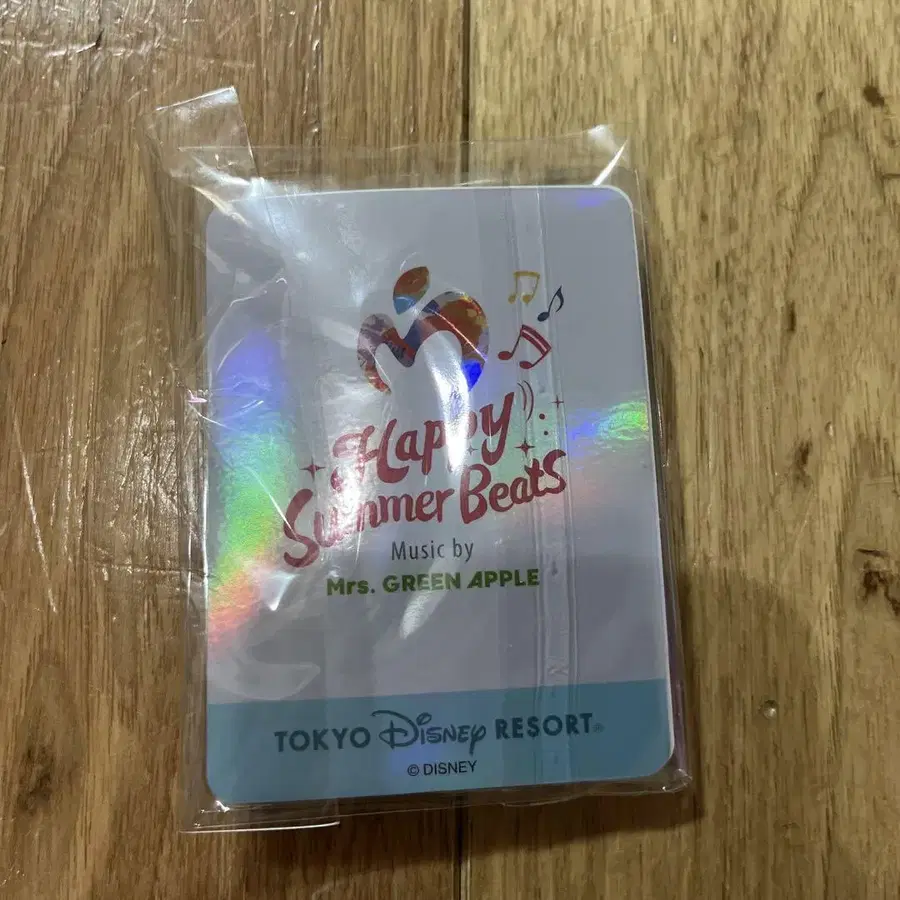 Happy
Summer Beats
Music by
Mrs. GREEN APPLE
TOKYO Disney RESORT®
© DISNEY